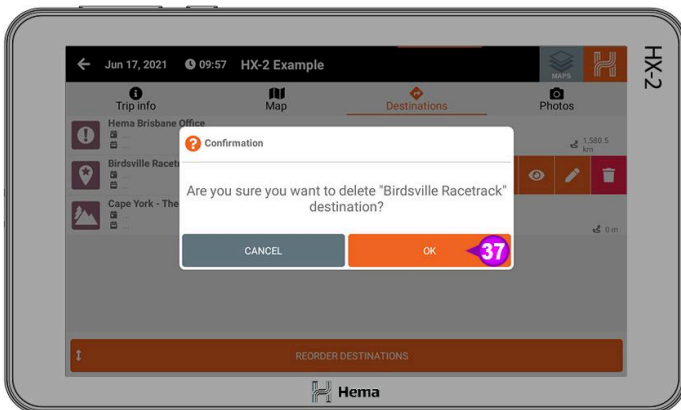 HX-2
Jun 17, 2021 09:57 HX-2 Example
MAPS
Trip info Map Destinations Photos
Hema Brisbane Office
...
...
1,580.5
km
Birdsville Racet
...
...
Cape York - The
...
...
0 m
Confirmation
Are you sure you want to delete "Birdsville Racetrack"
destination?
CANCEL OK 37
REORDER DESTINATIONS
Hema